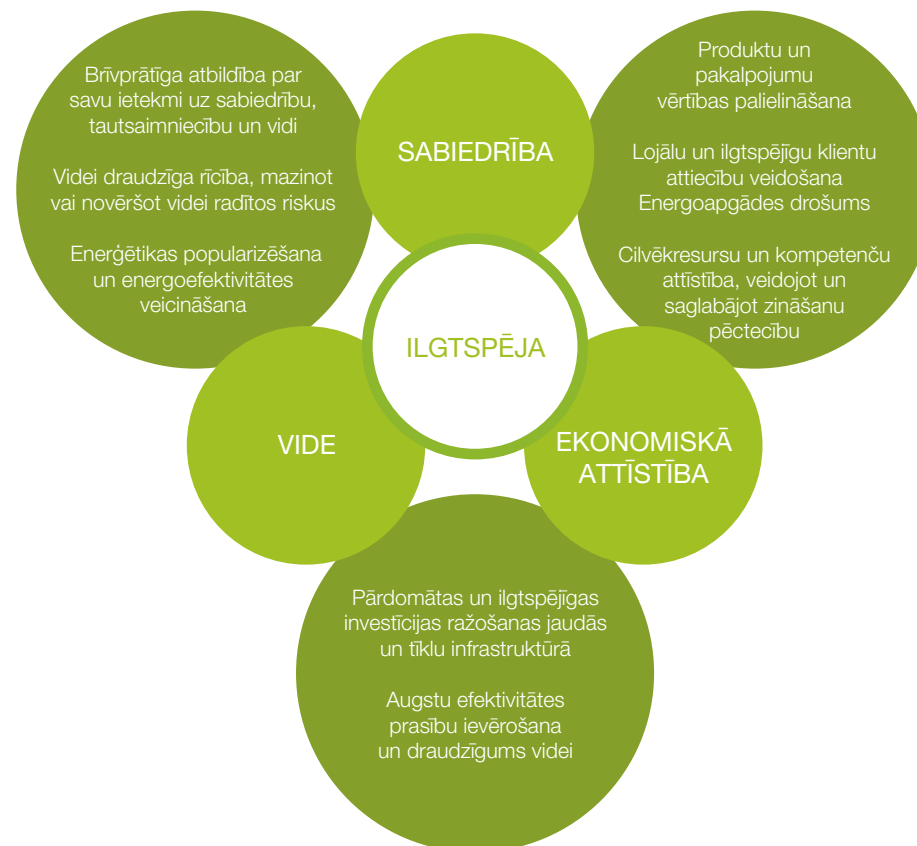 Brīvprātīga atbildība par
savu ietekmi uz sabiedrību,
tautsaimniecību un vidi
Videi draudzīga rīcība, mazinot
vai novēršot videi radītos riskus
Enerģētikas popularizēšana
un energoefektivitātes
veicināšana
SABIEDRĪBA
Produktu un
pakalpojumu
vērtības palielināšana
Lojālu un ilgtspējīgu klientu
attiecību veidošana
Energoapgādes drošums
Cilvēkresursu un kompetenču
attīstība, veidojot un
saglabājot zināšanu
pēctecību
ILGTSPĒJA
VIDE
EKONOMISKĀ
ATTĪSTĪBA
Pārdomātas un ilgtspējīgas
investīcijas ražošanas jaudās
un tīklu infrastruktūrā
Augstu efektivitātes
prasību ievērošana
un draudzīgums videi